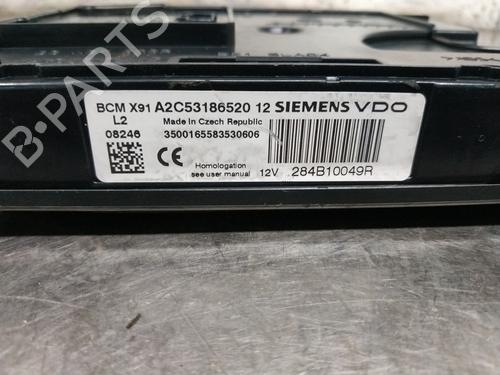 BCM X91 A2C53186520 12 SIEMENS VDO
L2 Made in Czech Republic
08246 3500165583530606
CE Homologation
see user manual 12V 284B10049R